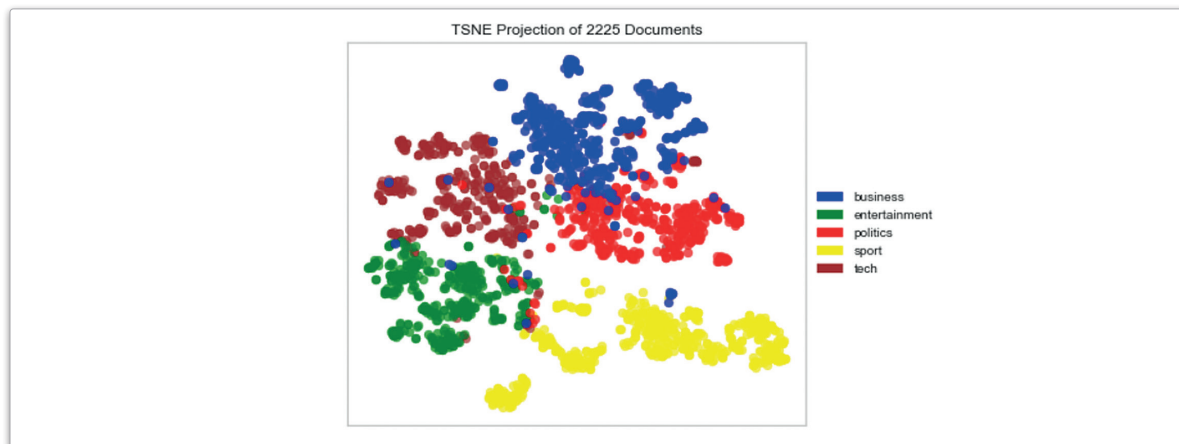 TSNE Projection of 2225 Documents
business
entertainment
politics
sport
tech